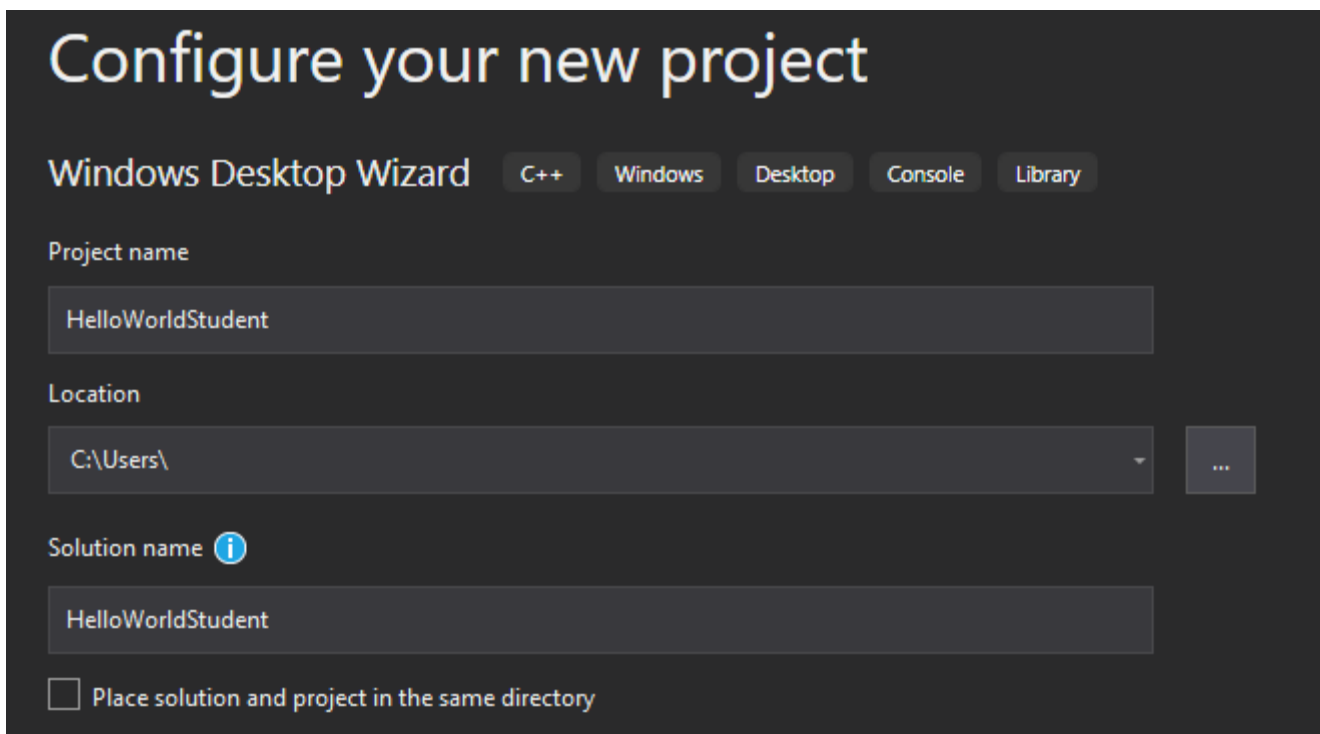 Configure your new project
Windows Desktop Wizard C++ Windows Desktop Console Library
Project name
HelloWorldStudent
Location
C:\Users\
...
Solution name
HelloWorldStudent
Place solution and project in the same directory